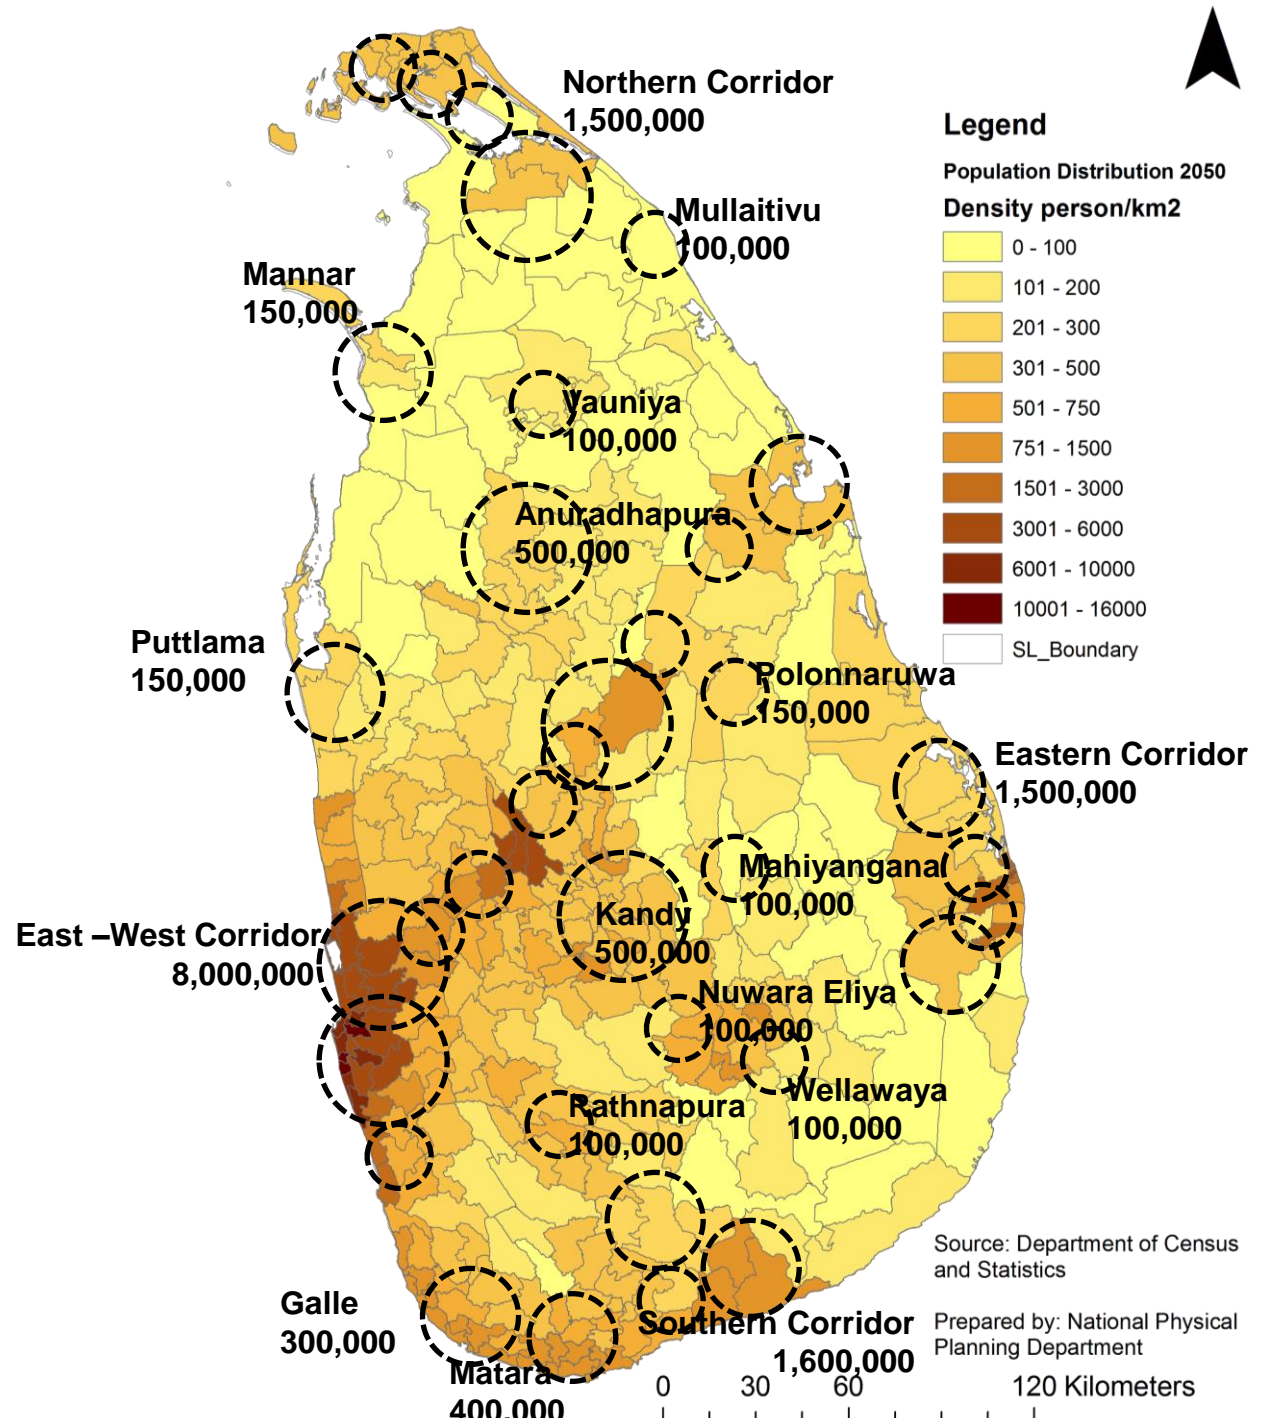 Northern Corridor
1,500,000
Legend
Population Distribution 2050
Density person/km2
0 - 100
101 - 200
201 - 300
301 - 500
501 - 750
751 - 1500
1501 - 3000
3001 - 6000
6001 - 10000
10001 - 16000
SL_Boundary
Mullaitivu
100,000
Mannar
150,000
Vauniya
100,000
Anuradhapura
500,000
Puttlama
150,000
Polonnaruwa
150,000
Eastern Corridor
1,500,000
Mahiyangana
100,000
Kandy
500,000
East –West Corridor
8,000,000
Nuwara Eliya
100,000
Wellawaya
100,000
Rathnapura
100,000
Galle
300,000
Matara
400,000
Southern Corridor
1,600,000
Source: Department of Census
and Statistics
Prepared by: National Physical
Planning Department
0 30 60 120 Kilometers